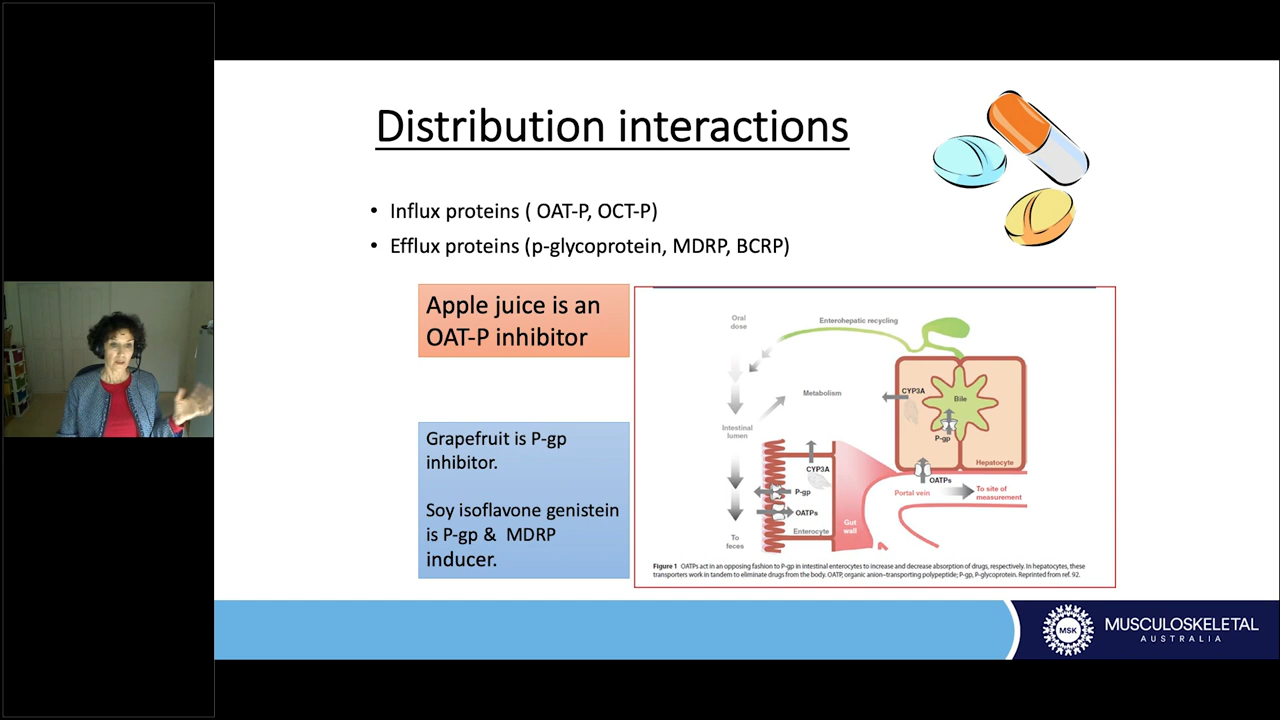 Distribution interactions
• Influx proteins ( OAT-P, OCT-P)
• Efflux proteins (p-glycoprotein, MDRP, BCRP)
Apple juice is an
OAT-P inhibitor
Grapefruit is P-gp
inhibitor.
Soy isoflavone genistein
is P-gp & MDRP
inducer.
Oral
dose
Enterohepatic recycling
Metabolism
CYP3A
Bile
P-gp
Hepatocyte
Intestinal
lumen
CYP3A
OATPs
P-gp
Portal vein
To site of
measurement
OATPs
Gut
wall
Enterocyte
To
feces
Figure 1 OATPs act in an opposing fashion to P-gp in intestinal enterocytes to increase and decrease absorption of drugs, respectively. In hepatocytes, these
transporters work in tandem to eliminate drugs from the body. OATP, organic anion–transporting polypeptide; P-gp, P-glycoprotein. Reprinted from ref. 92.
MSK
MUSCULOSKELETAL
AUSTRALIA